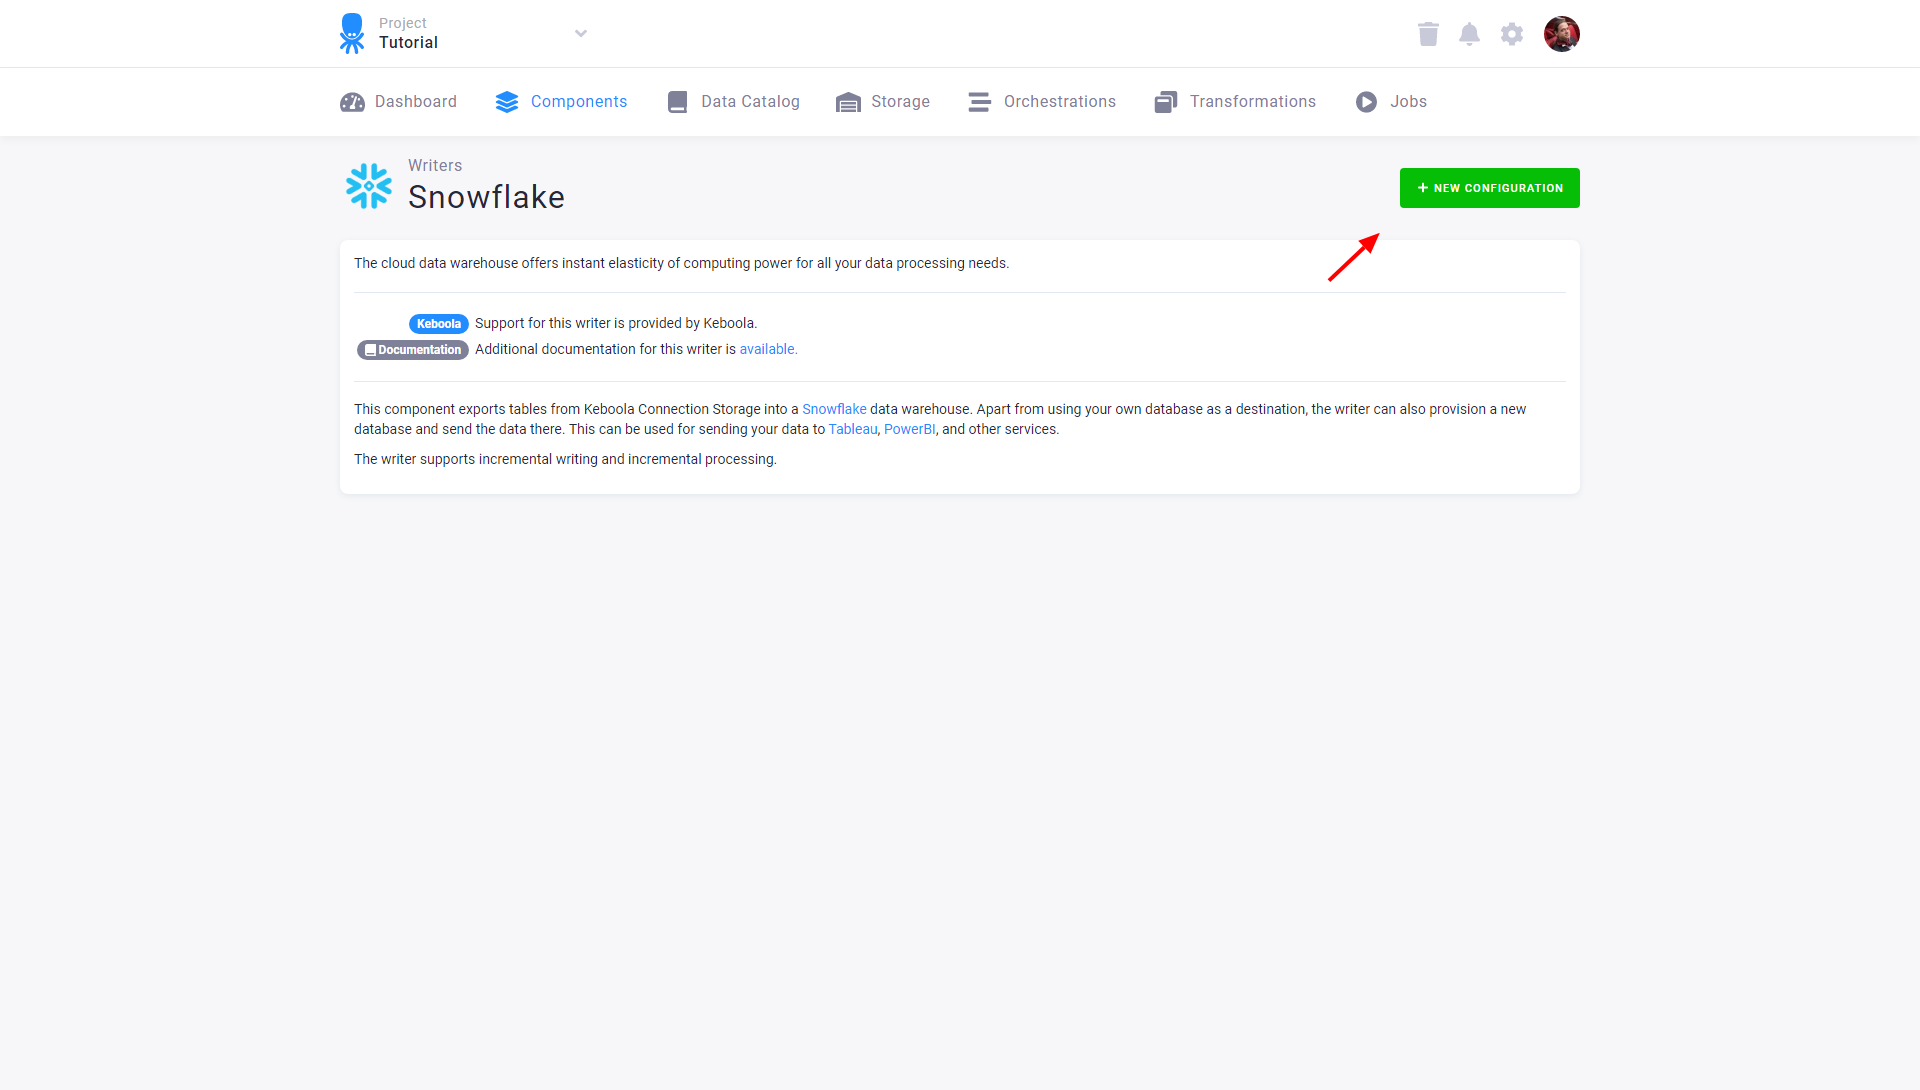 Project
Tutorial
Dashboard
Components
Data Catalog
Storage
Orchestrations
Transformations
Jobs
Writers
Snowflake
NEW CONFIGURATION
The cloud data warehouse offers instant elasticity of computing power for all your data processing needs.
Keboola Support for this writer is provided by Keboola.
Documentation Additional documentation for this writer is available.
This component exports tables from Keboola Connection Storage into a Snowflake data warehouse. Apart from using your own database as a destination, the writer can also provision a new
database and send the data there. This can be used for sending your data to Tableau, PowerBI, and other services.
The writer supports incremental writing and incremental processing.